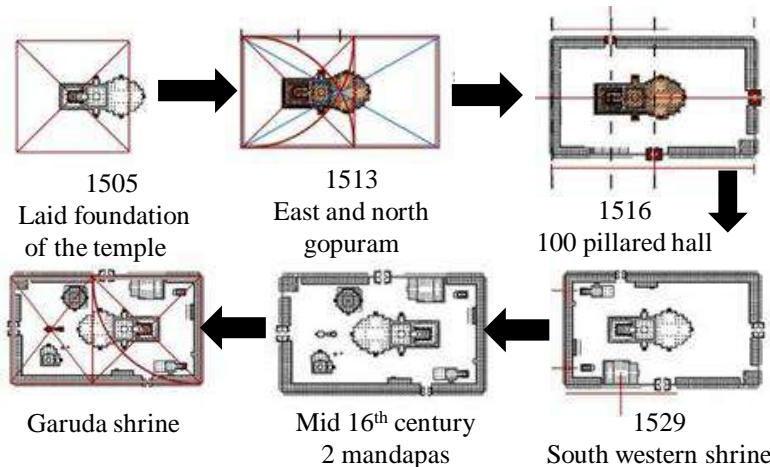 1505
Laid foundation
of the temple
1513
East and north
gopuram
1516
100 pillared hall
1529
South western shrine
Mid 16th century
2 mandapas
Garuda shrine